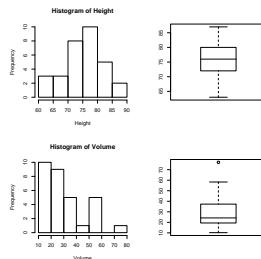 Histogram of Height
Frequency
0 2 4 6 8 10
60 65 70 75 80 85 90
Height
65 70 75 80 85
Histogram of Volume
Frequency
0 2 4 6 8 10
10 20 30 40 50 60 70 80
Volume
10 20 30 40 50 60 70